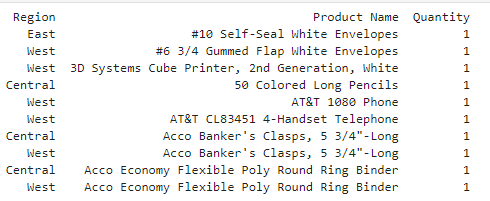 Region Product Name Quantity
East #10 Self-Seal White Envelopes 1
West #6 3/4 Gummed Flap White Envelopes 1
West 3D Systems Cube Printer, 2nd Generation, White 1
Central 50 Colored Long Pencils 1
West AT&T 1080 Phone 1
West AT&T CL83451 4-Handset Telephone 1
Central Acco Banker's Clasps, 5 3/4"-Long 1
West Acco Banker's Clasps, 5 3/4"-Long 1
Central Acco Economy Flexible Poly Round Ring Binder 1
West Acco Economy Flexible Poly Round Ring Binder 1